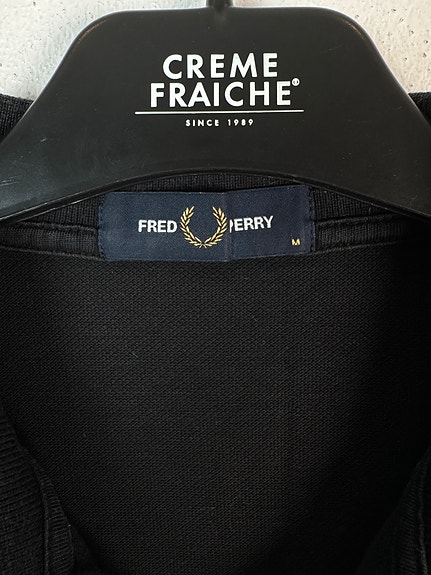 CREME
FRAICHE®
SINCE 1989
FRED PERRY
M